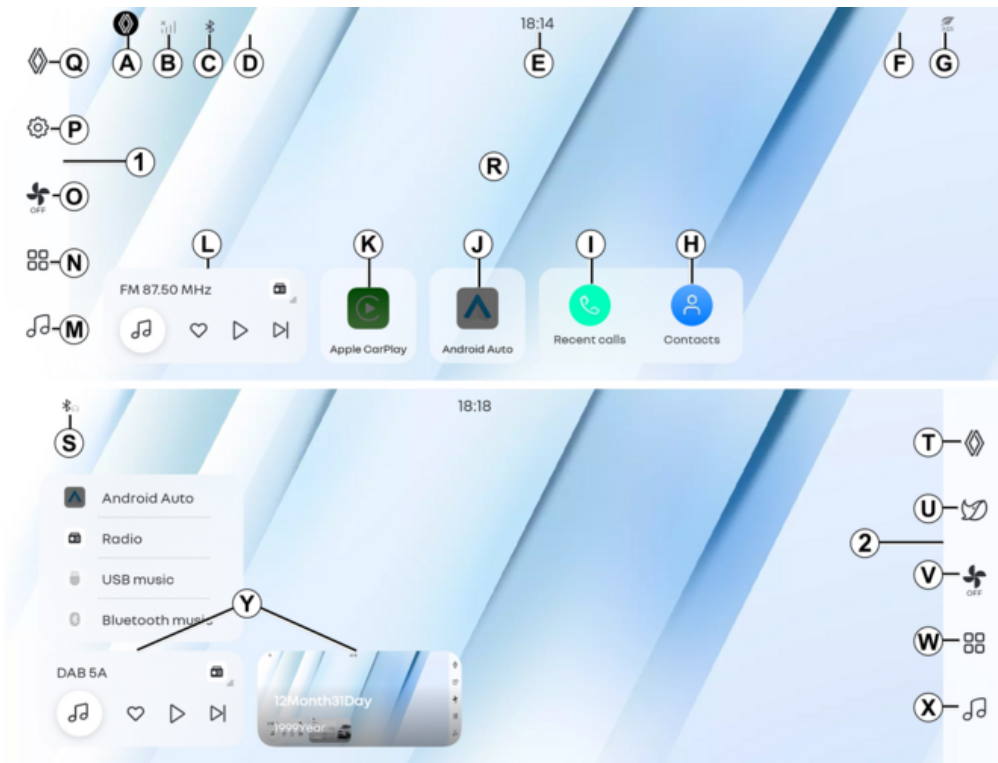 18:14
Q A B C D E F G
P
1
R
OFF
O
N
L K J I H
FM 87.50 MHz
M
Apple CarPlay
Android Auto
Recent calls
Contacts
18:18
S
T
Android Auto
U
Radio
2
USB music
V
OFF
Y
Bluetooth music
W
DAB 5A
12Month31Day
X
1999Year